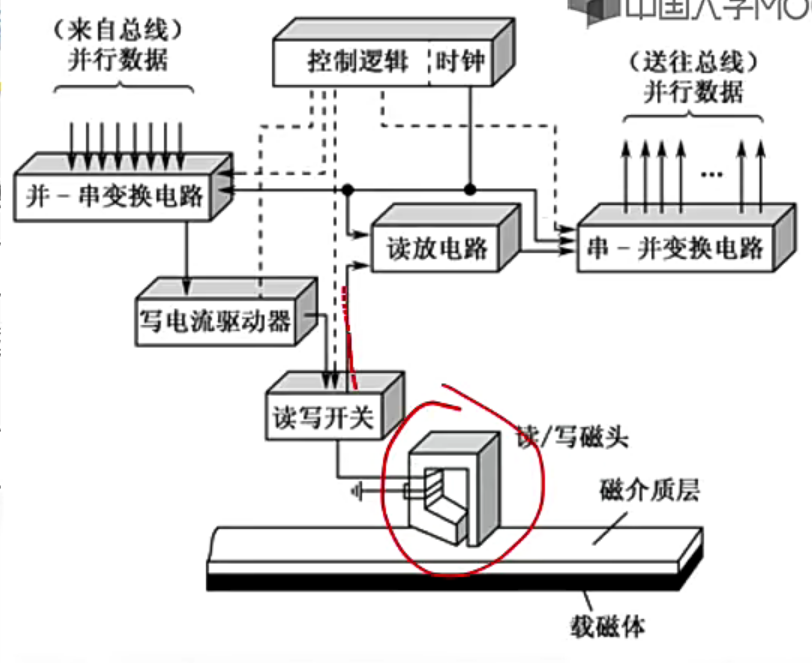 中国大学MO
（来自总线）
并行数据
控制逻辑 时钟
（送往总线）
并行数据
并－串变换电路
...
读放电路
串－并变换电路
写电流驱动器
读写开关
读/写磁头
磁介质层
载磁体